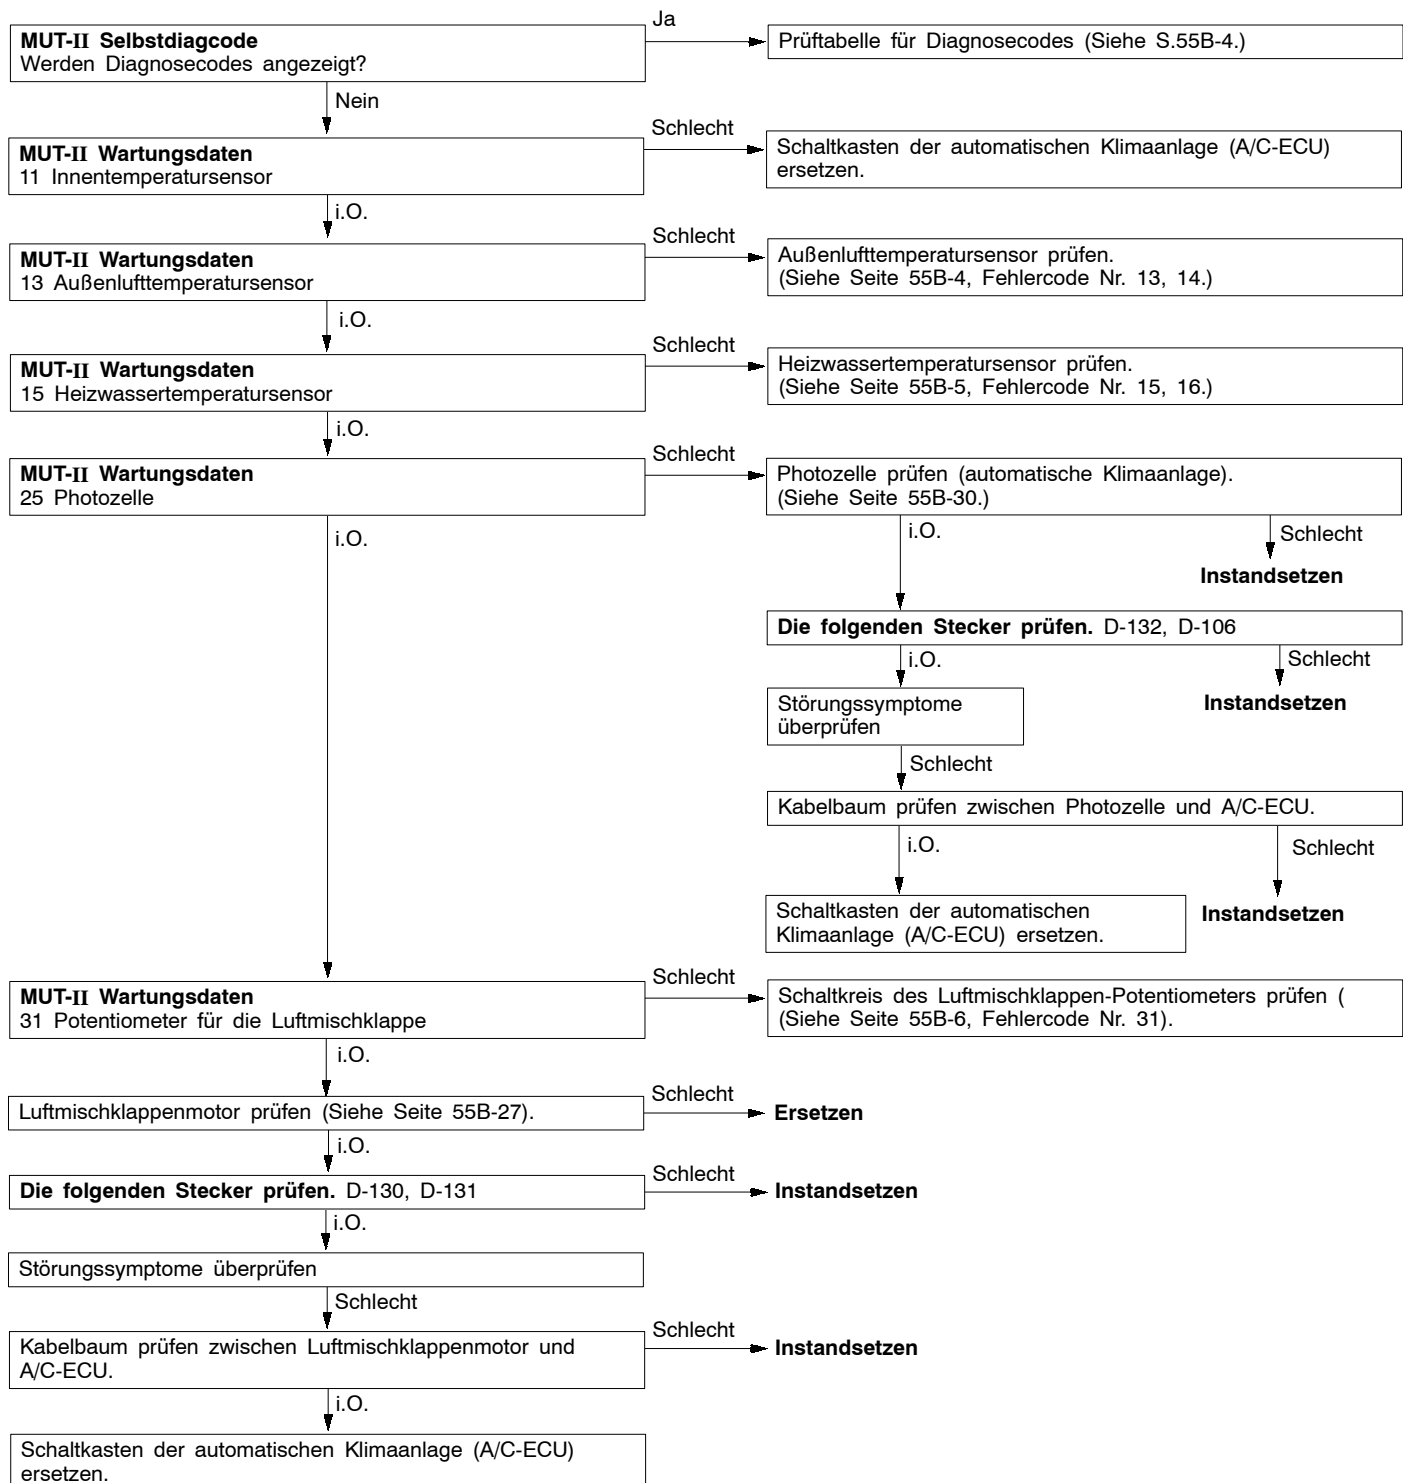 MUT-II Selbstdiagcode
Werden Diagnosecodes angezeigt?
Ja
Prüftabelle für Diagnosecodes (Siehe S.55B-4.)
Nein
MUT-II Wartungsdaten
11 Innentemperatursensor
Schlecht
Schaltkasten der automatischen Klimaanlage (A/C-ECU)
ersetzen.
i.O.
MUT-II Wartungsdaten
13 Außenlufttemperatursensor
Schlecht
Außenlufttemperatursensor prüfen.
(Siehe Seite 55B-4, Fehlercode Nr. 13, 14.)
i.O.
MUT-II Wartungsdaten
15 Heizwassertemperatursensor
Schlecht
Heizwassertemperatursensor prüfen.
(Siehe Seite 55B-5, Fehlercode Nr. 15, 16.)
i.O.
MUT-II Wartungsdaten
25 Photozelle
Schlecht
Photozelle prüfen (automatische Klimaanlage).
(Siehe Seite 55B-30.)
i.O.
i.O.
Schlecht
Instandsetzen
Die folgenden Stecker prüfen. D-132, D-106
i.O.
Schlecht
Instandsetzen
Störungssymptome
überprüfen
Schlecht
Kabelbaum prüfen zwischen Photozelle und A/C-ECU.
i.O.
Schlecht
Schaltkasten der automatischen
Klimaanlage (A/C-ECU) ersetzen.
Instandsetzen
MUT-II Wartungsdaten
31 Potentiometer für die Luftmischklappe
Schlecht
Schaltkreis des Luftmischklappen-Potentiometers prüfen (
(Siehe Seite 55B-6, Fehlercode Nr. 31).
i.O.
Luftmischklappenmotor prüfen (Siehe Seite 55B-27).
Schlecht
Ersetzen
i.O.
Die folgenden Stecker prüfen. D-130, D-131
Schlecht
Instandsetzen
i.O.
Störungssymptome überprüfen
Schlecht
Kabelbaum prüfen zwischen Luftmischklappenmotor und
A/C-ECU.
Schlecht
Instandsetzen
i.O.
Schaltkasten der automatischen Klimaanlage (A/C-ECU)
ersetzen.